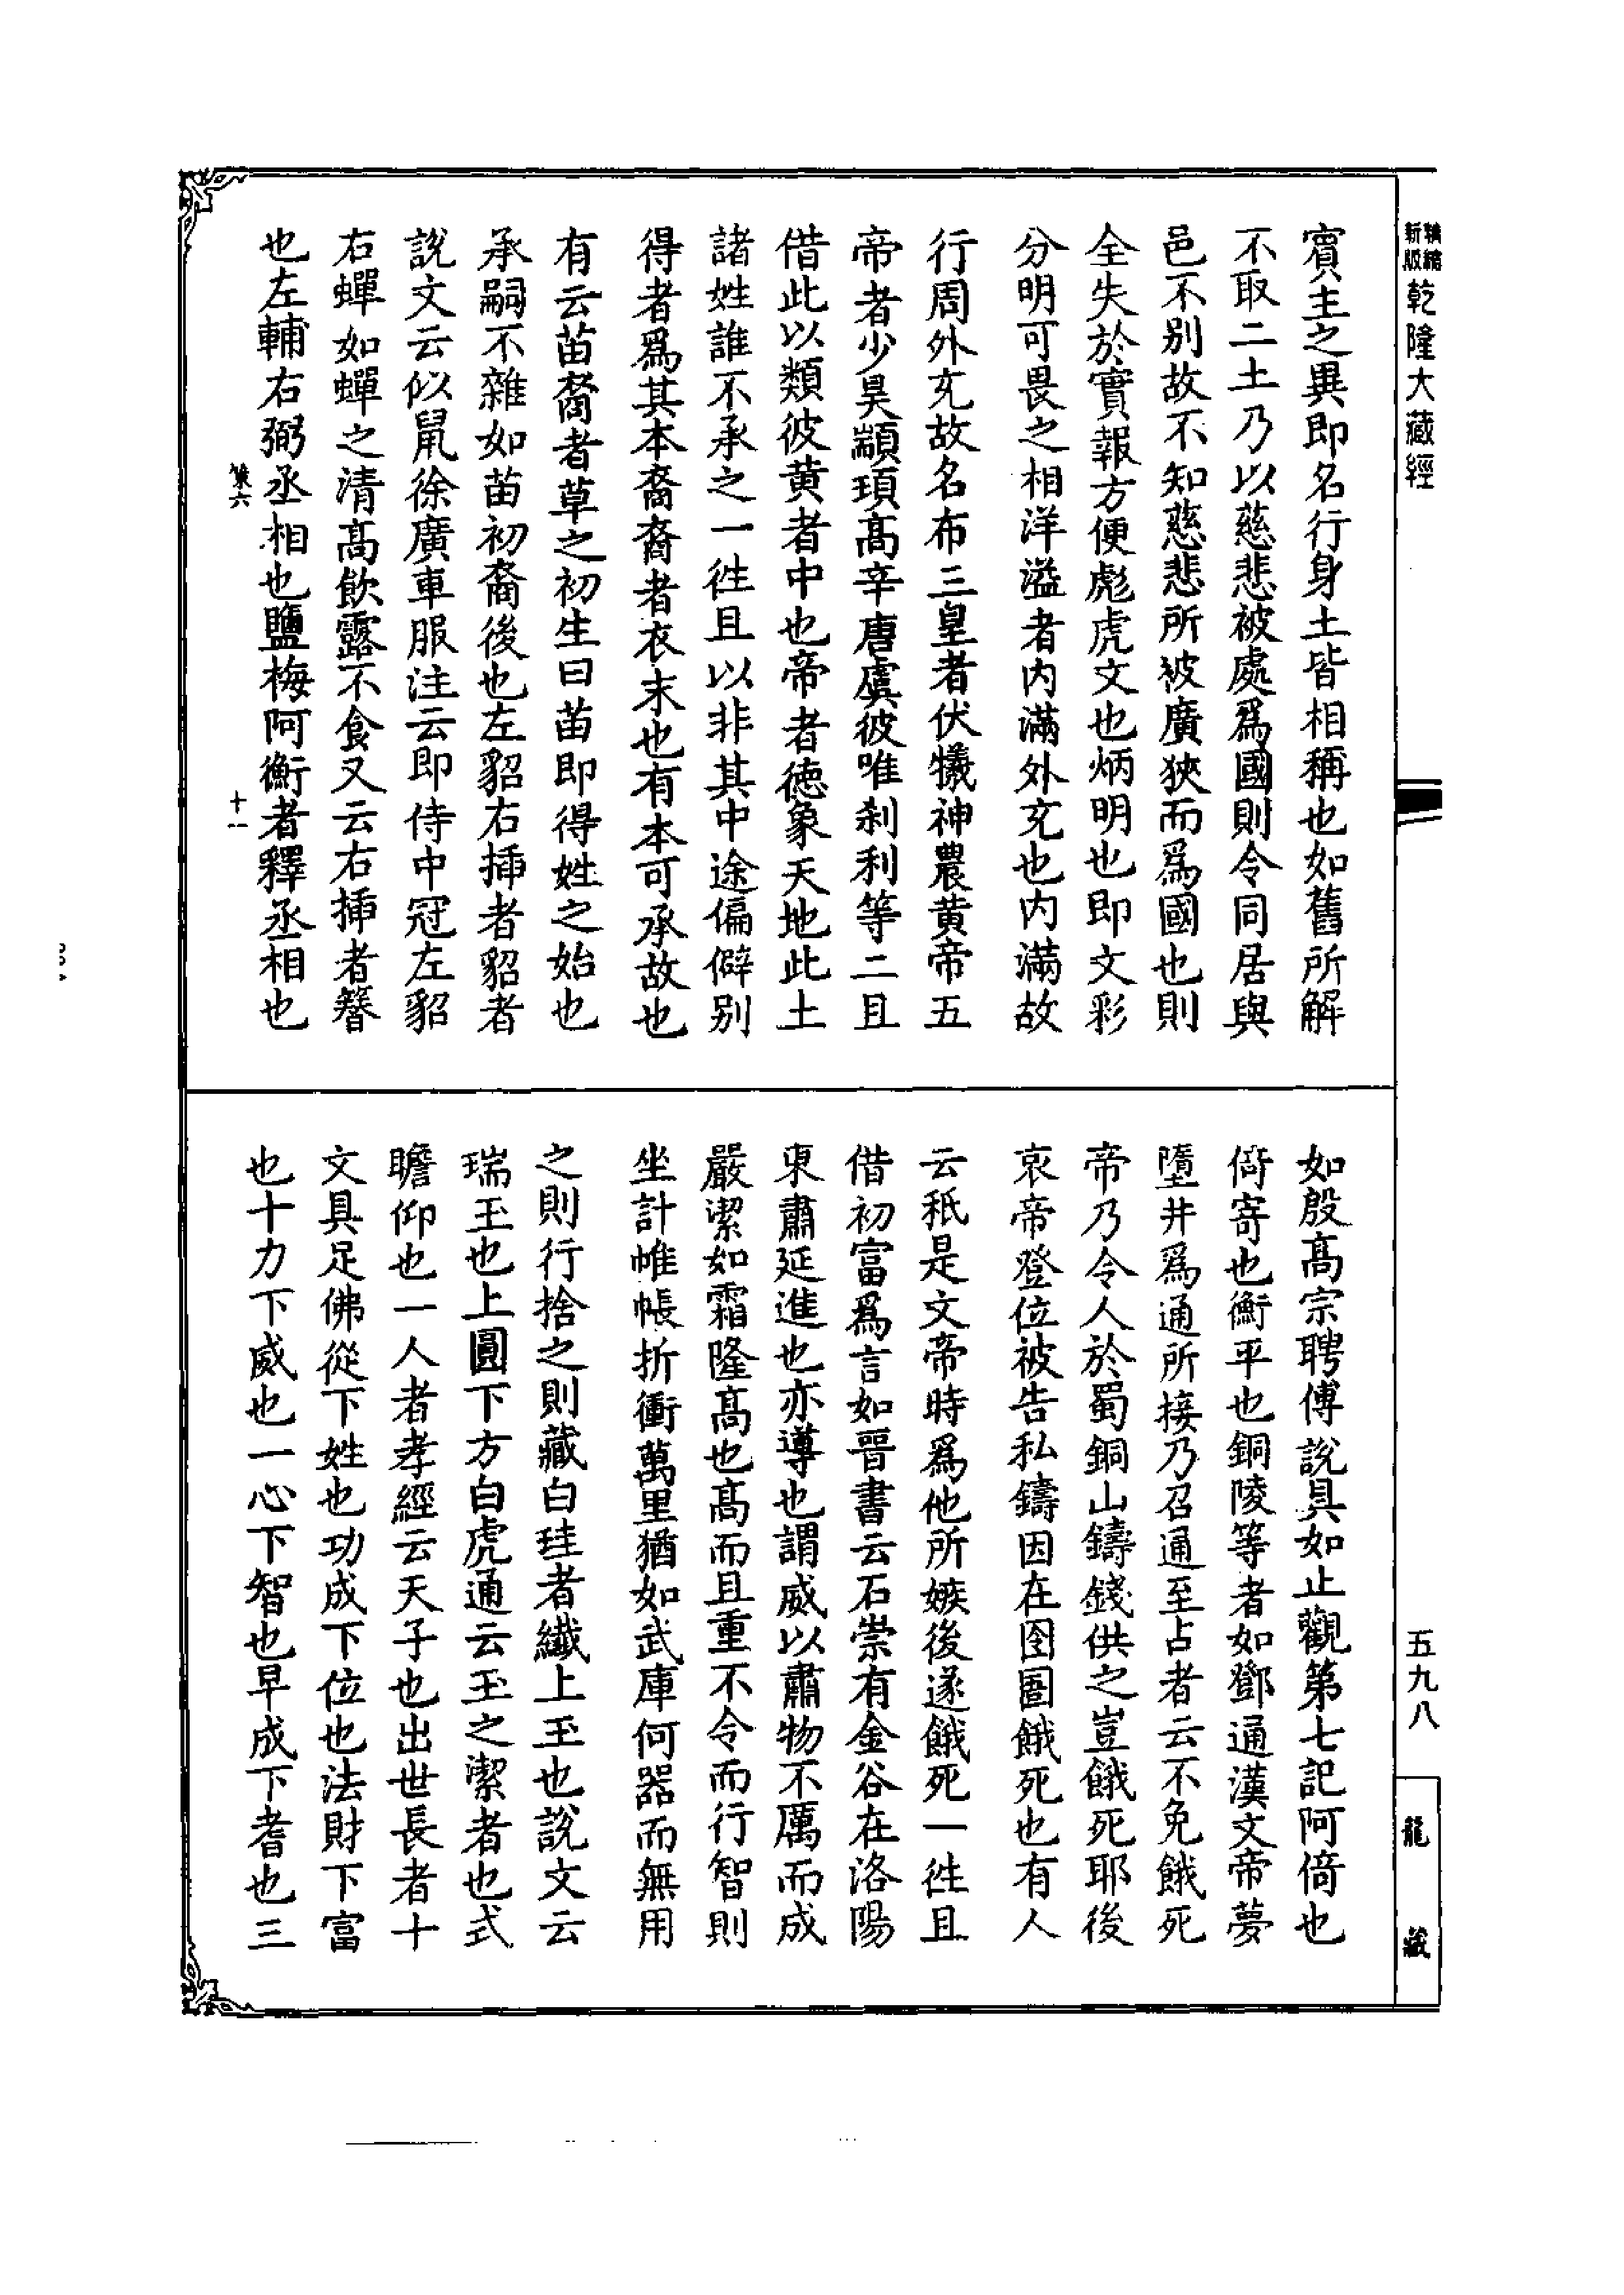 精縮
新版
乾隆大藏經
五九八
龍藏
賓主之異即名行身土皆相稱也如舊所解
不取二土乃以慈悲被處爲國則令同居與
邑不別故不知慈悲所被廣狹而爲國也則
全失於實報方便彪虎文也炳明也即文彩
分明可畏之相洋溢者内滿外充也内滿故
行周外充故名布三皇者伏犧神農黄帝五
帝者少昊顓頊髙辛唐虞彼唯刹利等二且
借此以類彼黄者中也帝者德象天地此土
諸姓誰不承之一徃且以非其中途偏僻别
得者爲其本裔裔者衣末也有本可承故也
有云苗裔者草之初生曰苗即得姓之始也
承嗣不雜如苗初裔後也左貂右揷者貂者
說文云似鼠徐廣車服注云即侍中冠左貂
右蟬如蟬之清髙飲露不食又云右揷者簪
也左輔右弼丞相也鹽梅阿衡者釋丞相也
策六
十一
如殷髙宗聘傅說具如止觀第七記阿倚也
倚寄也衡平也銅陵等者如鄧通漢文帝夢
墮井爲通所接乃召通至占者云不免餓死
帝乃令人於蜀銅山鑄錢供之豈餓死耶後
哀帝登位被告私鑄因在囹圄餓死也有人
云秖是文帝時爲他所嫉後遂餓死一徃且
借初富爲言如晉書云石崇有金谷在洛陽
東肅延進也亦導也謂威以肅物不厲而成
嚴潔如霜隆髙也髙而且重不令而行智則
坐計帷帳折衝萬里猶如武庫何器而無用
之則行捨之則藏白珪者纖上玉也說文云
瑞玉也上圓下方白虎通云玉之潔者也式
瞻仰也一人者孝經云天子也出世長者十
文具足佛從下姓也功成下位也法財下富
也十力下威也一心下智也早成下耆也三